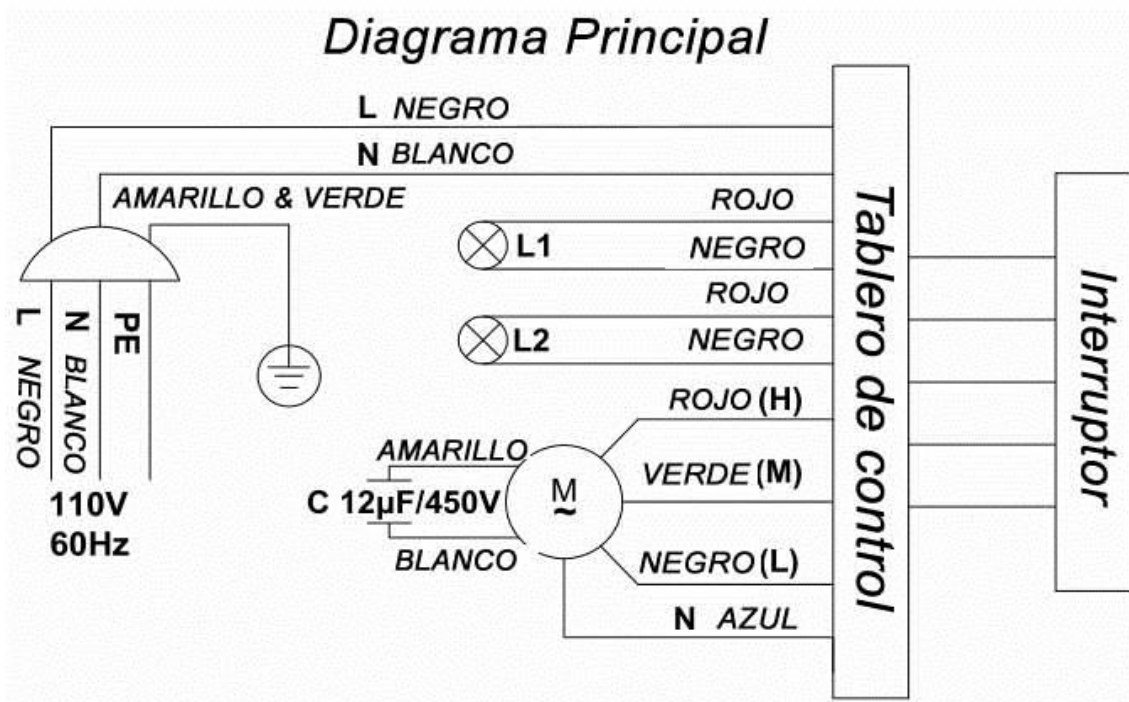 Diagrama Principal
L NEGRO
N BLANCO
AMARILLO & VERDE
ROJO
L1
NEGRO
ROJO
L2
NEGRO
ROJO (H)
AMARILLO
VERDE (M)
C 12µF/450V
M
~
BLANCO
NEGRO (L)
N AZUL
L NEGRO
N BLANCO
PE
110V
60Hz
Tablero de control
Interruptor